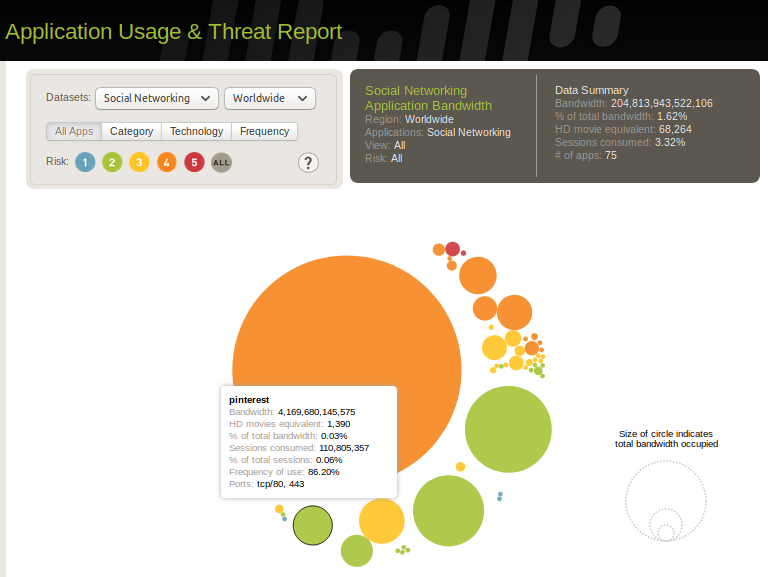 Application Usage & Threat Report
Datasets: Social Networking Worldwide
All Apps Category Technology Frequency
Risk: 1 2 3 4 5 ALL ?
Social Networking
Application Bandwidth
Region: Worldwide
Applications: Social Networking
View: All
Risk: All
Data Summary
Bandwidth: 204,813,943,522,106
% of total bandwidth: 1.62%
HD movie equivalent: 68,264
Sessions consumed: 3.32%
# of apps: 75
pinterest
Bandwidth: 4,169,680,145,575
HD movies equivalent: 1,390
% of total bandwidth: 0.03%
Sessions consumed: 110,805,357
% of total sessions: 0.06%
Frequency of use: 86.20%
Ports: tcp/80, 443
Size of circle indicates
total bandwidth occupied